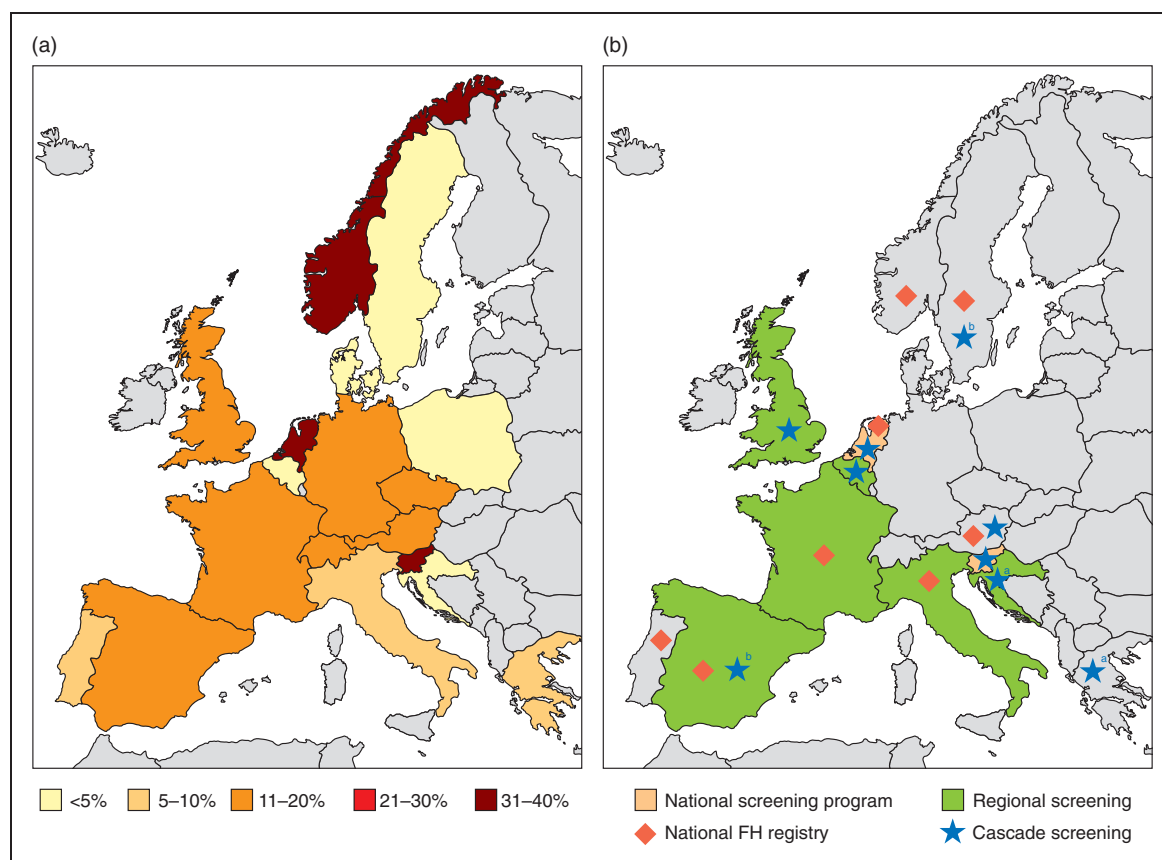 (a)
(b)
b
b
a
a
<5% 5–10% 11–20% 21–30% 31–40%
National screening program Regional screening
National FH registry Cascade screening